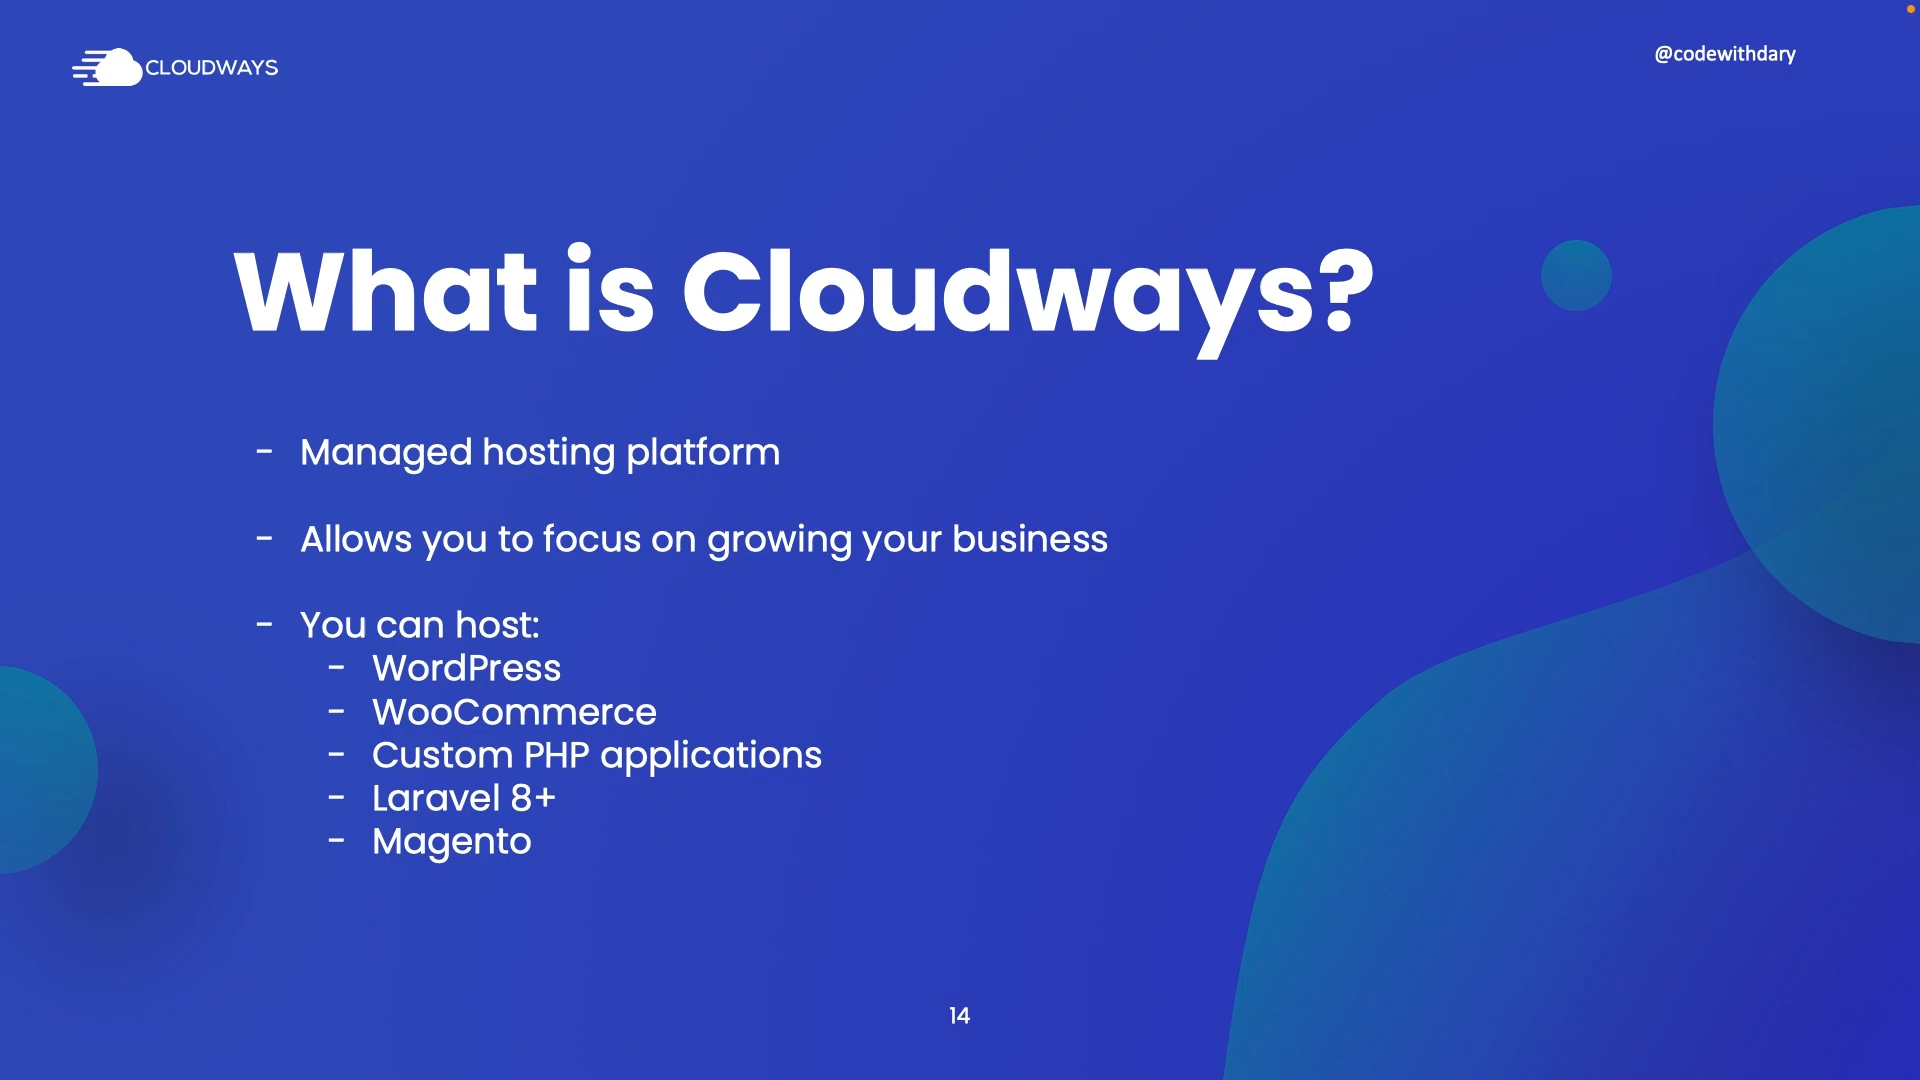 CLOUDWAYS
@codewithdary
What is Cloudways?
- Managed hosting platform
- Allows you to focus on growing your business
- You can host:
- WordPress
- WooCommerce
- Custom PHP applications
- Laravel 8+
- Magento
14